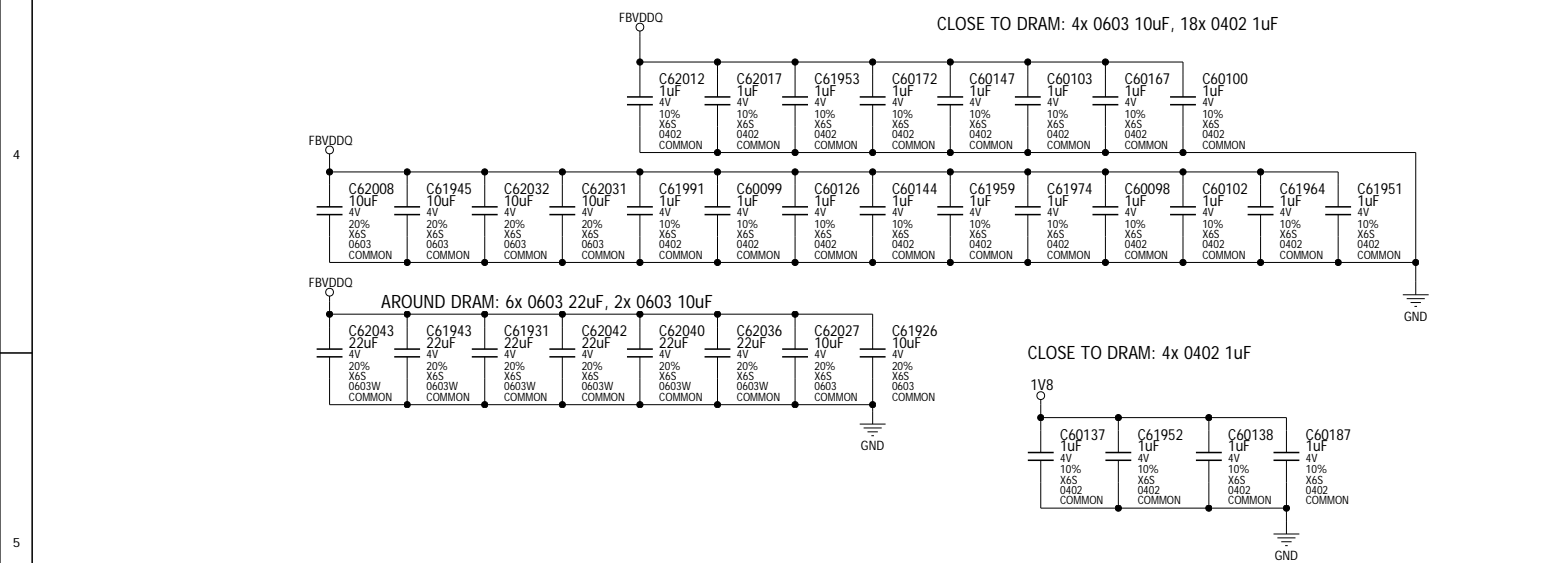 FBVDDQ
CLOSE TO DRAM: 4x 0603 10uF, 18x 0402 1uF
C62012 C62017 C61953 C60172 C60147 C60103 C60167 C60100
1uF 1uF 1uF 1uF 1uF 1uF 1uF 1uF
4V 4V 4V 4V 4V 4V 4V 4V
10% 10% 10% 10% 10% 10% 10% 10%
X6S X6S X6S X6S X6S X6S X6S X6S
0402 0402 0402 0402 0402 0402 0402 0402
COMMON COMMON COMMON COMMON COMMON COMMON COMMON COMMON
4
FBVDDQ
C62008 C61945 C62032 C62031 C61991 C60099 C60126 C60144 C61959 C61974 C60098 C60102 C61964 C61951
10uF 10uF 10uF 10uF 1uF 1uF 1uF 1uF 1uF 1uF 1uF 1uF 1uF 1uF
4V 4V 4V 4V 4V 4V 4V 4V 4V 4V 4V 4V 4V 4V
20% 20% 20% 20% 10% 10% 10% 10% 10% 10% 10% 10% 10% 10%
X6S X6S X6S X6S X6S X6S X6S X6S X6S X6S X6S X6S X6S X6S
0603 0603 0603 0603 0402 0402 0402 0402 0402 0402 0402 0402 0402 0402
COMMON COMMON COMMON COMMON COMMON COMMON COMMON COMMON COMMON COMMON COMMON COMMON COMMON COMMON
GND
FBVDDQ
AROUND DRAM: 6x 0603 22uF, 2x 0603 10uF
C62043 C61943 C61931 C62042 C62040 C62036 C62027 C61926
22uF 22uF 22uF 22uF 22uF 22uF 10uF 10uF
4V 4V 4V 4V 4V 4V 4V 4V
20% 20% 20% 20% 20% 20% 20% 20%
X6S X6S X6S X6S X6S X6S X6S X6S
0603W 0603W 0603W 0603W 0603W 0603W 0603 0603
COMMON COMMON COMMON COMMON COMMON COMMON COMMON COMMON
GND
CLOSE TO DRAM: 4x 0402 1uF
1V8
C60137 C61952 C60138 C60187
1uF 1uF 1uF 1uF
4V 4V 4V 4V
10% 10% 10% 10%
X6S X6S X6S X6S
0402 0402 0402 0402
COMMON COMMON COMMON COMMON
GND
5